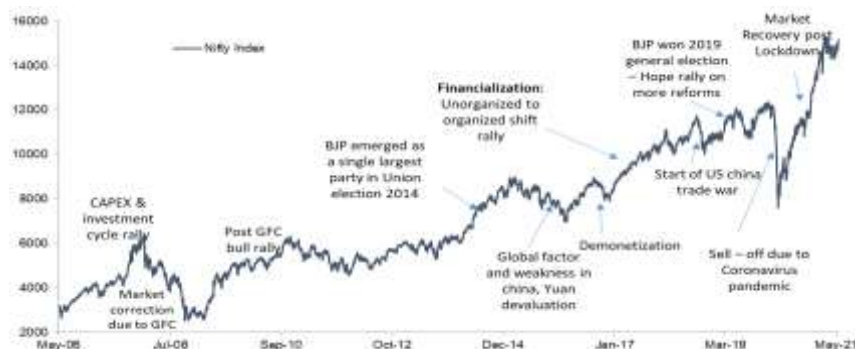 16000
14000
12000
10000
8000
6000
4000
2000
Nifty Index
CAPEX &
investment
cycle rally
Market
correction
due to GFC
Post GFC
bull rally
BJP emerged as
a single largest
party in Union
election 2014
Financialization:
Unorganized to
organized shift
rally
Global factor
and weakness in
china, Yuan
devaluation
Demonetization
BJP won 2019
general election
– Hope rally on
more reforms
Start of US china
trade war
Market
Recovery post
Lockdown
Sell – off due to
Coronavirus
pandemic
May-06
Jul-08
Sep-10
Oct-12
Dec-14
Jan-17
Mar-19
May-21